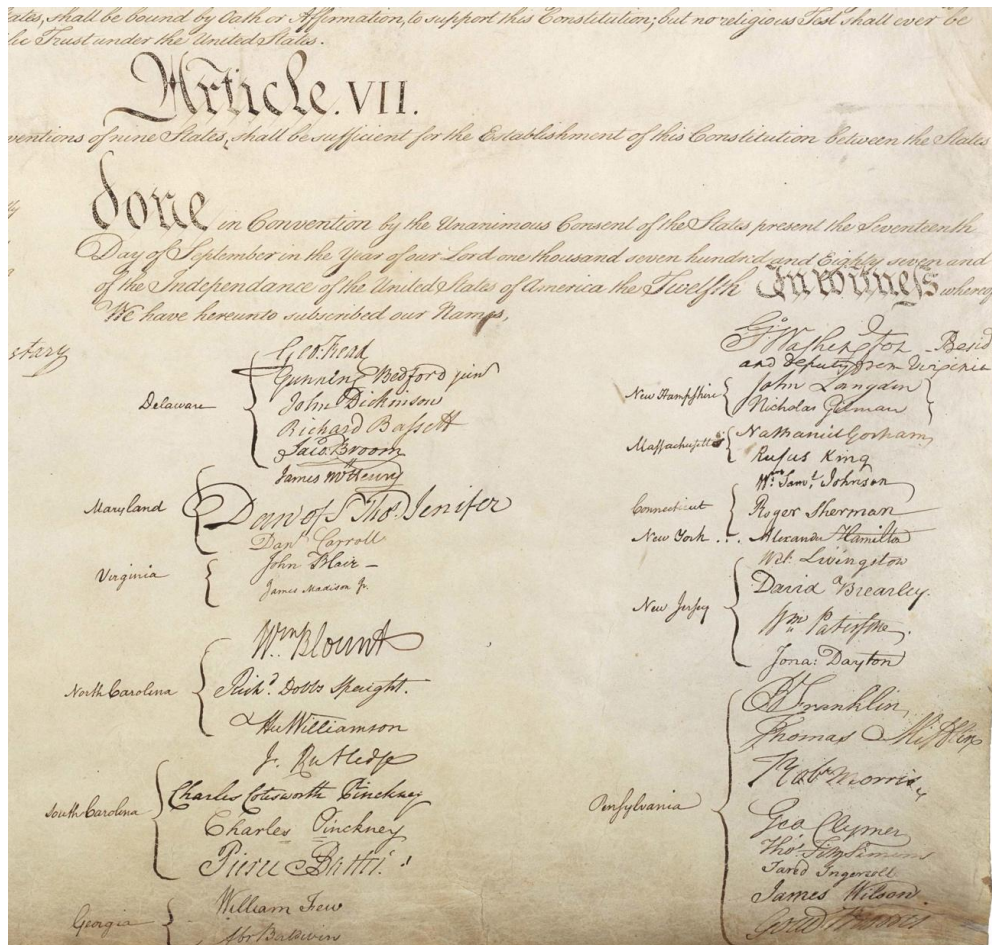 ates, shall be bound by Oath or Affirmation, to support this Constitution; but no religious Test shall ever be
lic Trust under the United States.
Article. VII.
ventions of nine States, shall be sufficient for the Establishment of this Constitution between the States
done in Convention by the Unanimous Consent of the States present the Seventeenth
Day of September in the Year of our Lord one thousand seven hundred and Eighty seven and
of the Independance of the United States of America the Twelfth In witness whereof
We have hereunto subscribed our Names,
etary
Delaware
Geo: Read
Gunning Bedford jun
John Dickinson
Richard Bassett
Jaco: Broom
Maryland
James McHenry
Dan of St Thos. Jenifer
Danl Carroll
Virginia
John Blair –
James Madison Jr.
North Carolina
Wm Blount
Richd. Dobbs Spaight.
Hu Williamson
South Carolina
J. Rutledge
Charles Cotesworth Pinckney
Charles Pinckney
Pierce Butler.
Georgia
William Few
Abr Baldwin
Go. Washington Presid
and deputy from Virginia
New Hampshire
John Langdon
Nicholas Gilman
Massachusetts
Nathaniel Gorham
Rufus King
Connecticut
Wm. Saml. Johnson
Roger Sherman
New York . . .
Alexander Hamilton
New Jersey
Wil: Livingston
David Brearley.
Wm Paterson.
Jona: Dayton
Pensylvania
B Franklin
Thomas Mifflin
Robt Morris
Geo Clymer
Thos. FitzSimons
Jared Ingersoll
James Wilson.
Gouv Morris